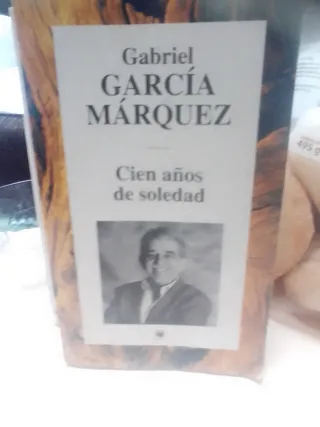 Gabriel
GARCÍA
MÁRQUEZ
Cien años
de soledad